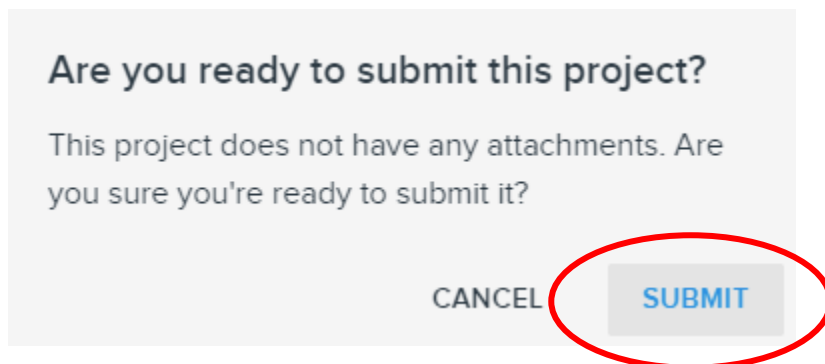 Are you ready to submit this project?
This project does not have any attachments. Are
you sure you're ready to submit it?
CANCEL SUBMIT